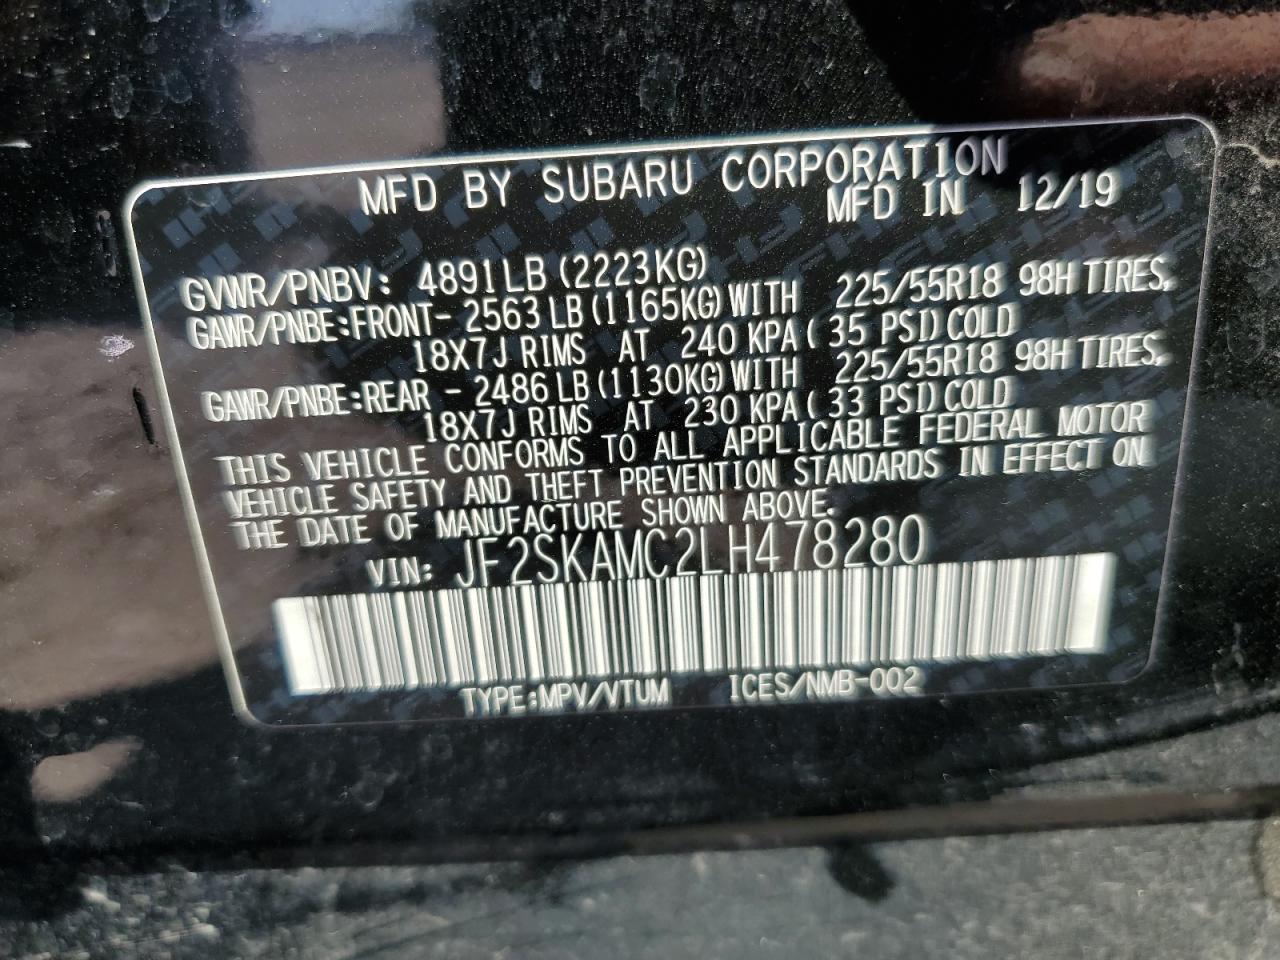 MFD BY SUBARU CORPORATION
MFD IN 12/19
GVWR/PNBV: 4891LB (2223KG)
GAWR/PNBE:FRONT- 2563 LB (1165KG) WITH 225/55R18 98H TIRES,
18X7J RIMS AT 240 KPA ( 35 PSI) COLD
GAWR/PNBE:REAR - 2486 LB (1130KG) WITH 225/55R18 98H TIRES,
18X7J RIMS AT 230 KPA ( 33 PSI) COLD
THIS VEHICLE CONFORMS TO ALL APPLICABLE FEDERAL MOTOR
VEHICLE SAFETY AND THEFT PREVENTION STANDARDS IN EFFECT ON
THE DATE OF MANUFACTURE SHOWN ABOVE.
VIN: JF2SKAMC2LH478280
TYPE:MPV/VTUM ICES/NMB-002